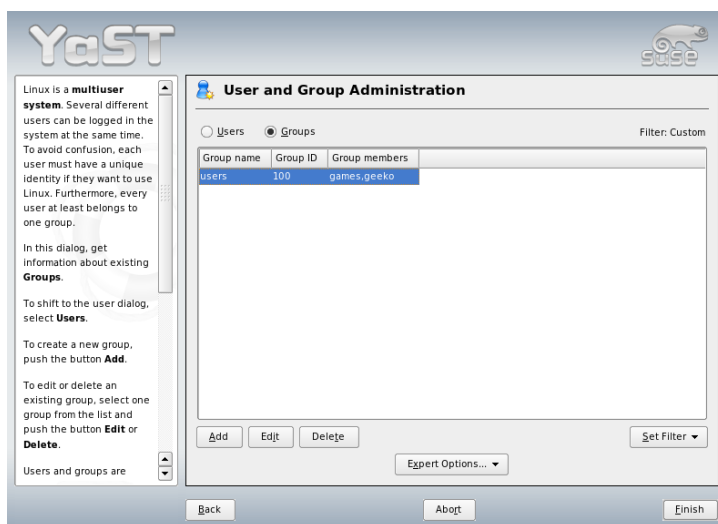 YaST
suse
Linux is a multiuser
system. Several different
users can be logged in the
system at the same time.
To avoid confusion, each
user must have a unique
identity if they want to use
Linux. Furthermore, every
user at least belongs to
one group.
In this dialog, get
information about existing
Groups.
To shift to the user dialog,
select Users.
To create a new group,
push the button Add.
To edit or delete an
existing group, select one
group from the list and
push the button Edit or
Delete.
Users and groups are
User and Group Administration
Users Groups Filter: Custom
Group name Group ID Group members
users 100 games,geeko
Add Edit Delete Set Filter
Expert Options...
Back Abort Finish